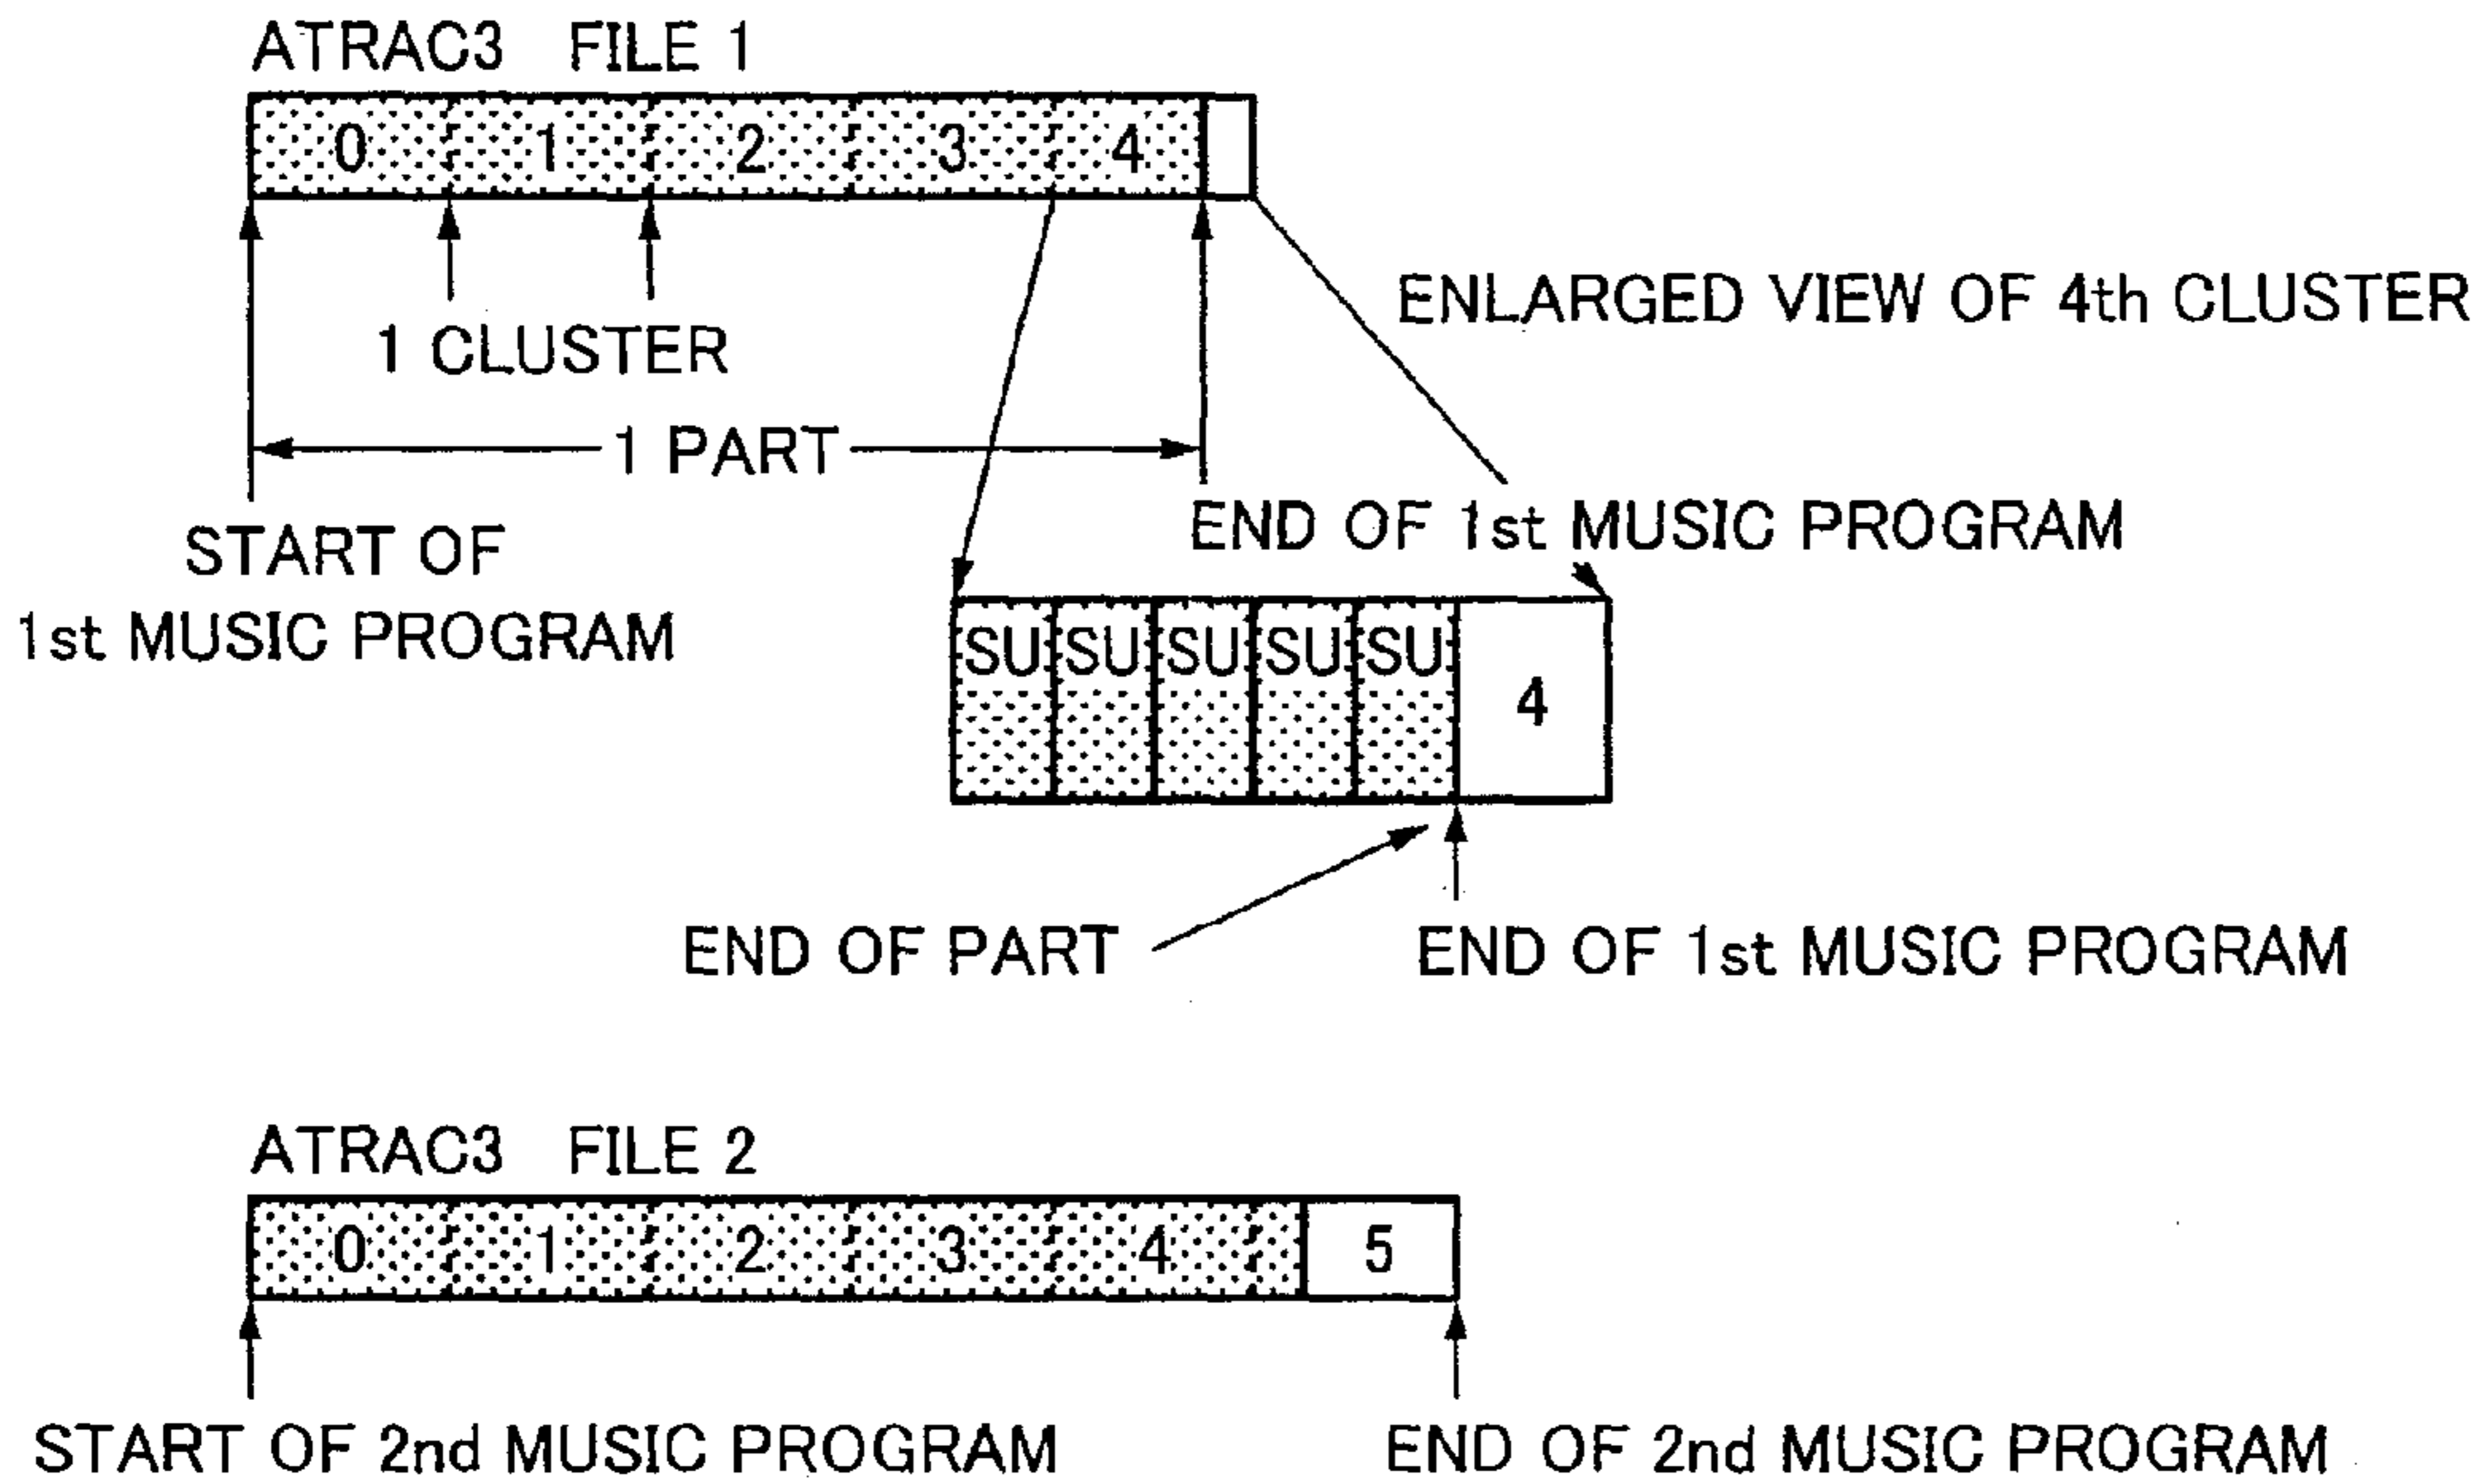 ATRAC3 FILE 1
0 1 2 3 4
ENLARGED VIEW OF 4th CLUSTER
1 CLUSTER
1 PART
START OF
1st MUSIC PROGRAM
END OF 1st MUSIC PROGRAM
SU SU SU SU SU 4
END OF PART
END OF 1st MUSIC PROGRAM
ATRAC3 FILE 2
0 1 2 3 4 5
START OF 2nd MUSIC PROGRAM
END OF 2nd MUSIC PROGRAM